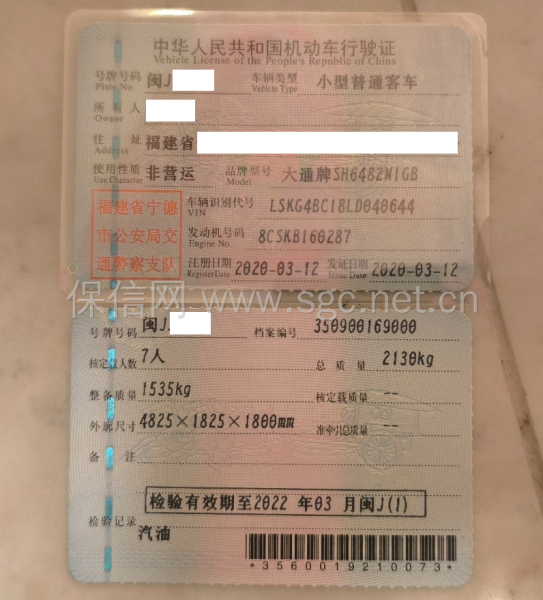 中华人民共和国机动车行驶证
Vehicle License of the People's Republic of China
号牌号码 闽J 车辆类型 小型普通客车
Plate No. Vehicle Type
所有人
Owner
住址 福建省
Address
使用性质 非营运 品牌型号 大通牌SH6482N1GB
Use Character Model
福建省宁德
市公安局交
通警察支队
车辆识别代号 LSKG4BC18LD040644
VIN
发动机号码 8CSKB160287
Engine No.
注册日期 2020-03-12 发证日期 2020-03-12
Register Date Issue Date
保信网 www.sgc.net.cn
号牌号码 闽J 档案编号 350900169000
核定载人数 7人 总质量 2130kg
整备质量 1535kg 核定载质量 --
外廓尺寸 4825×1825×1800mm 准牵引总质量 --
备注
检验有效期至2022 年03 月闽J(1)
检验记录
汽油
*3560019210073*